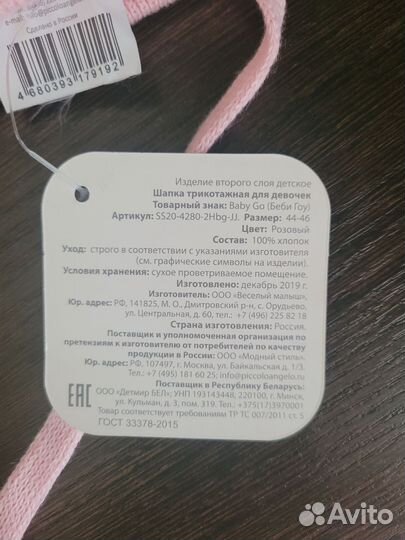 e-mail: info@piccoloangelo
Сделано в России
4 680393 179192
Изделие второго слоя детское
Шапка трикотажная для девочек
Товарный знак: Baby Go (Беби Гоу)
Артикул: SS20-4280-2Hbg-JJ. Размер: 44-46
Цвет: Розовый
Состав: 100% хлопок
Уход: строго в соответствии с указаниями изготовителя
(см. графические символы на изделии).
Условия хранения: сухое проветриваемое помещение.
Изготовлено: декабрь 2019 г.
Изготовитель: ООО «Веселый малыш»,
Юр. адрес: РФ, 141825, М. О., Дмитровский р-н, с. Орудьево,
ул. Центральная, д. 60, тел.: +7 (496) 225 82 18
Страна изготовления: Россия.
Поставщик и уполномоченная организация по
претензиям к изготовителю от потребителей по качеству
продукции в России: ООО «Модный стиль».
Юр. адрес: РФ, 107497, г. Москва, ул. Байкальская д. 1/3
Тел.: +7 (495) 181 60 25; info@piccoloangelo.ru
Поставщик в Республику Беларусь:
ООО «Детмир БЕЛ»; УНП 193143448, 220100, г. Минск,
ул. Кульман, д. 3, пом. 319. Тел.: +375(17)3970001
Товар соответствует требованиям ТР ТС 007/2011 ст. 5
EAC ГОСТ 33378-2015
Avito